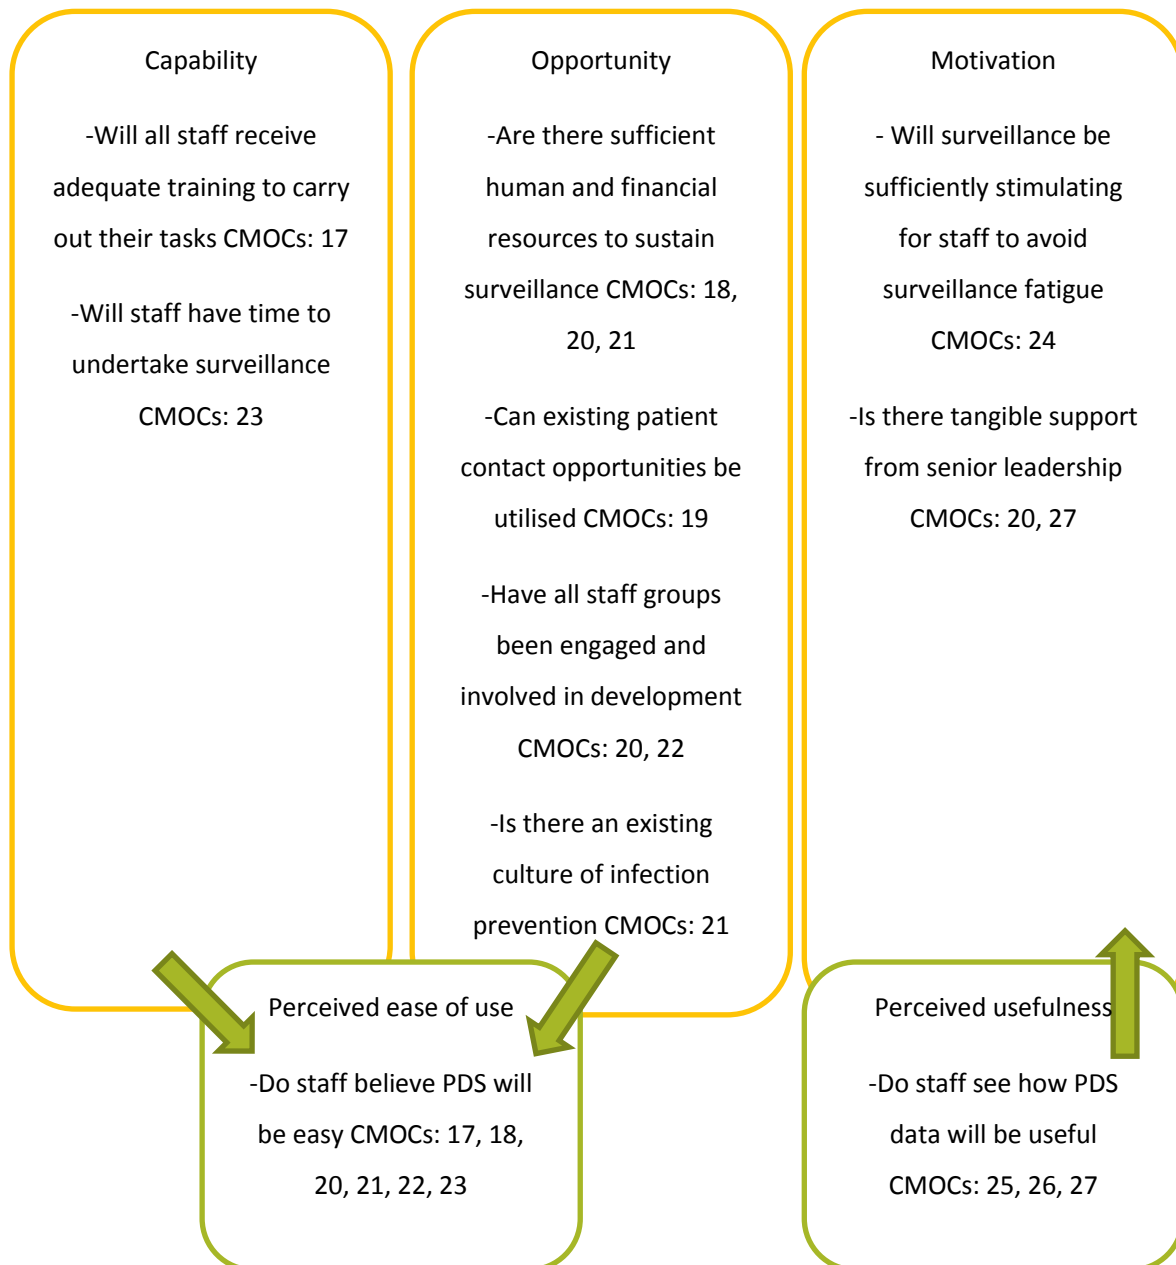 Capability
-Will all staff receive
adequate training to carry
out their tasks CMOCs: 17
-Will staff have time to
undertake surveillance
CMOCs: 23
Opportunity
-Are there sufficient
human and financial
resources to sustain
surveillance CMOCs: 18,
20, 21
-Can existing patient
contact opportunities be
utilised CMOCs: 19
-Have all staff groups
been engaged and
involved in development
CMOCs: 20, 22
-Is there an existing
culture of infection
prevention CMOCs: 21
Motivation
- Will surveillance be
sufficiently stimulating
for staff to avoid
surveillance fatigue
CMOCs: 24
-Is there tangible support
from senior leadership
CMOCs: 20, 27
Perceived ease of use
-Do staff believe PDS will
be easy CMOCs: 17, 18,
20, 21, 22, 23
Perceived usefulness
-Do staff see how PDS
data will be useful
CMOCs: 25, 26, 27